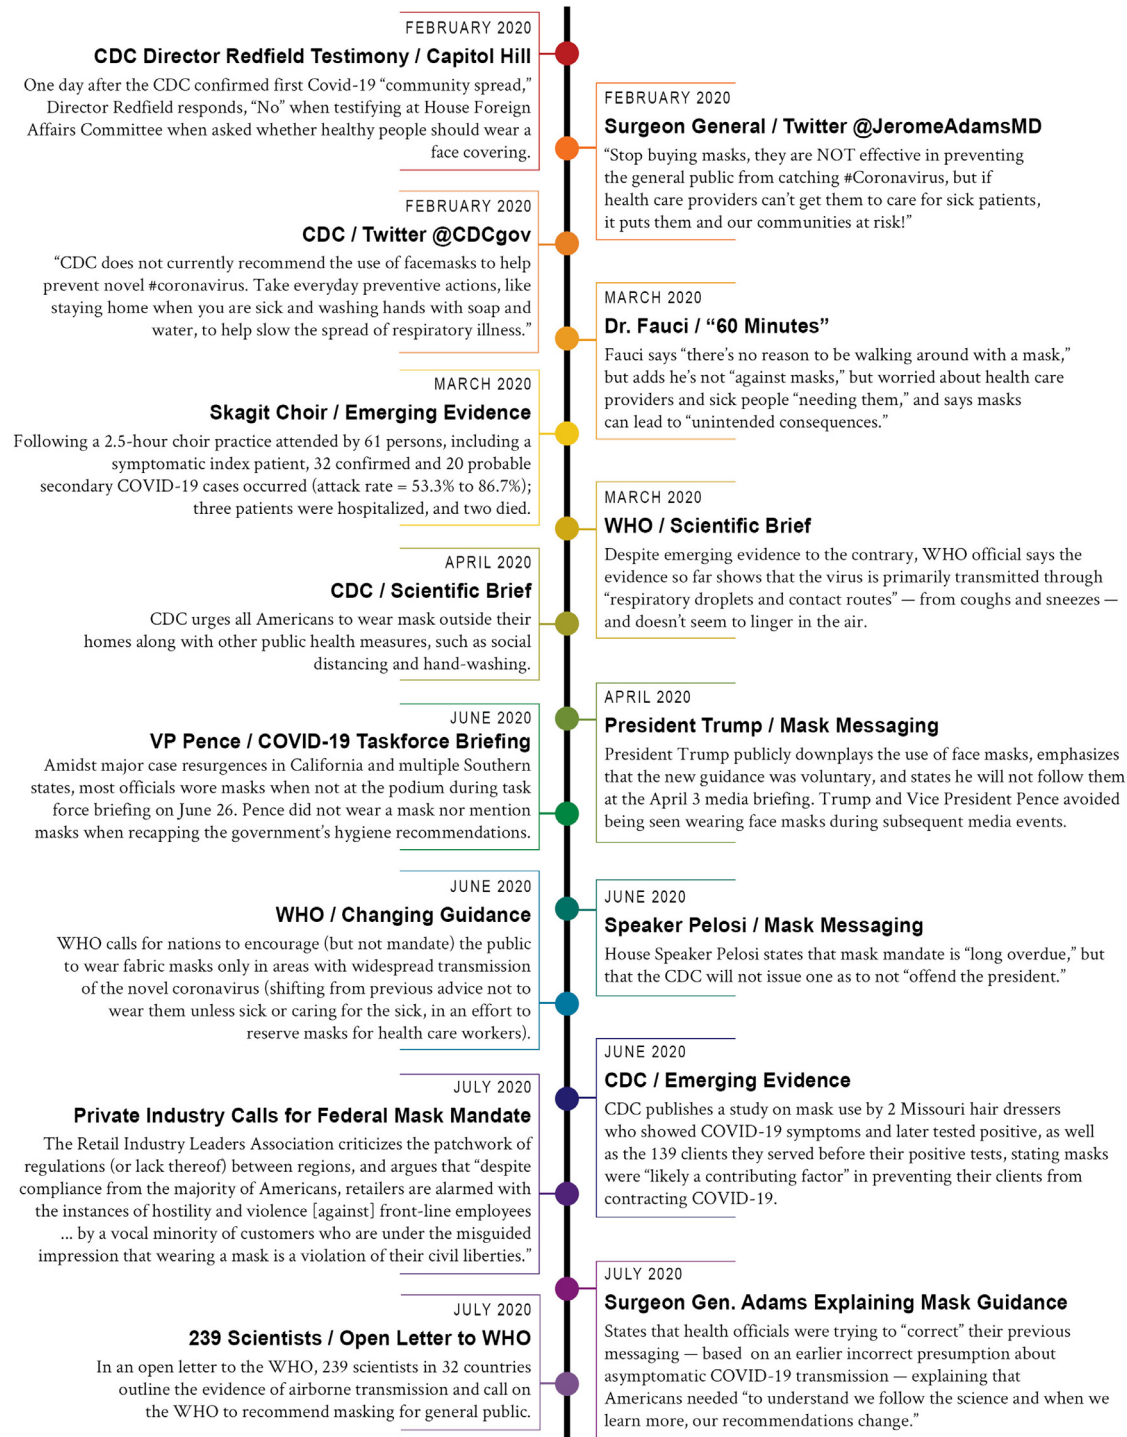 FEBRUARY 2020
CDC Director Redfield Testimony / Capitol Hill
One day after the CDC confirmed first Covid-19 “community spread,”
Director Redfield responds, “No” when testifying at House Foreign
Affairs Committee when asked whether healthy people should wear a
face covering.
FEBRUARY 2020
Surgeon General / Twitter @JeromeAdamsMD
“Stop buying masks, they are NOT effective in preventing
the general public from catching #Coronavirus, but if
health care providers can’t get them to care for sick patients,
it puts them and our communities at risk!”
FEBRUARY 2020
CDC / Twitter @CDCgov
“CDC does not currently recommend the use of facemasks to help
prevent novel #coronavirus. Take everyday preventive actions, like
staying home when you are sick and washing hands with soap and
water, to help slow the spread of respiratory illness.”
MARCH 2020
Dr. Fauci / “60 Minutes”
Fauci says “there’s no reason to be walking around with a mask,”
but adds he’s not “against masks,” but worried about health care
providers and sick people “needing them,” and says masks
can lead to “unintended consequences.”
MARCH 2020
Skagit Choir / Emerging Evidence
Following a 2.5-hour choir practice attended by 61 persons, including a
symptomatic index patient, 32 confirmed and 20 probable
secondary COVID-19 cases occurred (attack rate = 53.3% to 86.7%);
three patients were hospitalized, and two died.
MARCH 2020
WHO / Scientific Brief
Despite emerging evidence to the contrary, WHO official says the
evidence so far shows that the virus is primarily transmitted through
“respiratory droplets and contact routes” — from coughs and sneezes —
and doesn’t seem to linger in the air.
APRIL 2020
CDC / Scientific Brief
CDC urges all Americans to wear mask outside their
homes along with other public health measures, such as social
distancing and hand-washing.
APRIL 2020
President Trump / Mask Messaging
President Trump publicly downplays the use of face masks, emphasizes
that the new guidance was voluntary, and states he will not follow them
at the April 3 media briefing. Trump and Vice President Pence avoided
being seen wearing face masks during subsequent media events.
JUNE 2020
VP Pence / COVID-19 Taskforce Briefing
Amidst major case resurgences in California and multiple Southern
states, most officials wore masks when not at the podium during task
force briefing on June 26. Pence did not wear a mask nor mention
masks when recapping the government’s hygiene recommendations.
JUNE 2020
Speaker Pelosi / Mask Messaging
House Speaker Pelosi states that mask mandate is “long overdue,” but
that the CDC will not issue one as to not “offend the president.”
JUNE 2020
WHO / Changing Guidance
WHO calls for nations to encourage (but not mandate) the public
to wear fabric masks only in areas with widespread transmission
of the novel coronavirus (shifting from previous advice not to
wear them unless sick or caring for the sick, in an effort to
reserve masks for health care workers).
JUNE 2020
CDC / Emerging Evidence
CDC publishes a study on mask use by 2 Missouri hair dressers
who showed COVID-19 symptoms and later tested positive, as well
as the 139 clients they served before their positive tests, stating masks
were “likely a contributing factor” in preventing their clients from
contracting COVID-19.
JULY 2020
Private Industry Calls for Federal Mask Mandate
The Retail Industry Leaders Association criticizes the patchwork of
regulations (or lack thereof) between regions, and argues that “despite
compliance from the majority of Americans, retailers are alarmed with
the instances of hostility and violence [against] front-line employees
... by a vocal minority of customers who are under the misguided
impression that wearing a mask is a violation of their civil liberties.”
JULY 2020
Surgeon Gen. Adams Explaining Mask Guidance
States that health officials were trying to “correct” their previous
messaging — based on an earlier incorrect presumption about
asymptomatic COVID-19 transmission — explaining that
Americans needed “to understand we follow the science and when we
learn more, our recommendations change.”
JULY 2020
239 Scientists / Open Letter to WHO
In an open letter to the WHO, 239 scientists in 32 countries
outline the evidence of airborne transmission and call on
the WHO to recommend masking for general public.